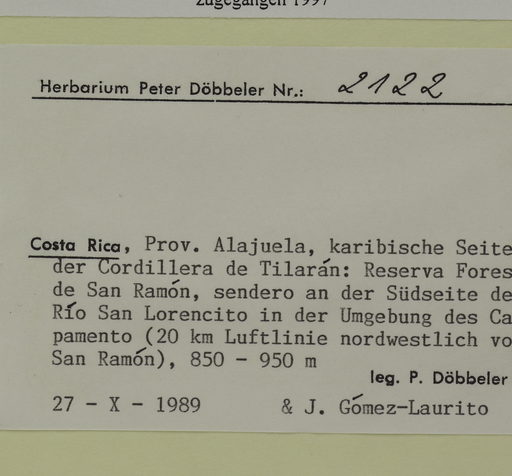 zugegangen 1997
Herbarium Peter Döbbeler Nr.: 2122
Costa Rica, Prov. Alajuela, karibische Seite
der Cordillera de Tilarán: Reserva Fores
de San Ramón, sendero an der Südseite de
Río San Lorencito in der Umgebung des Ca
pamento (20 km Luftlinie nordwestlich vo
San Ramón), 850 - 950 m
leg. P. Döbbeler
27 - X - 1989 & J. Gómez-Laurito